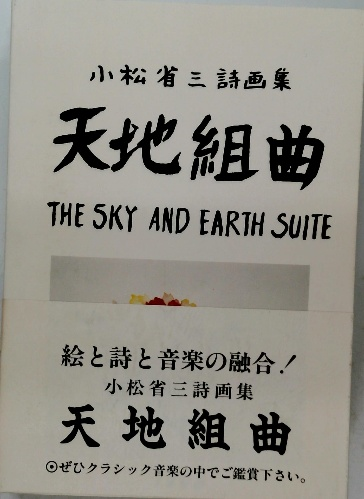 小松省三詩画集
天地組曲
THE SKY AND EARTH SUITE
絵と詩と音楽の融合！
小松省三詩画集
天地組曲
◉ぜひクラシック音楽の中でご鑑賞下さい。